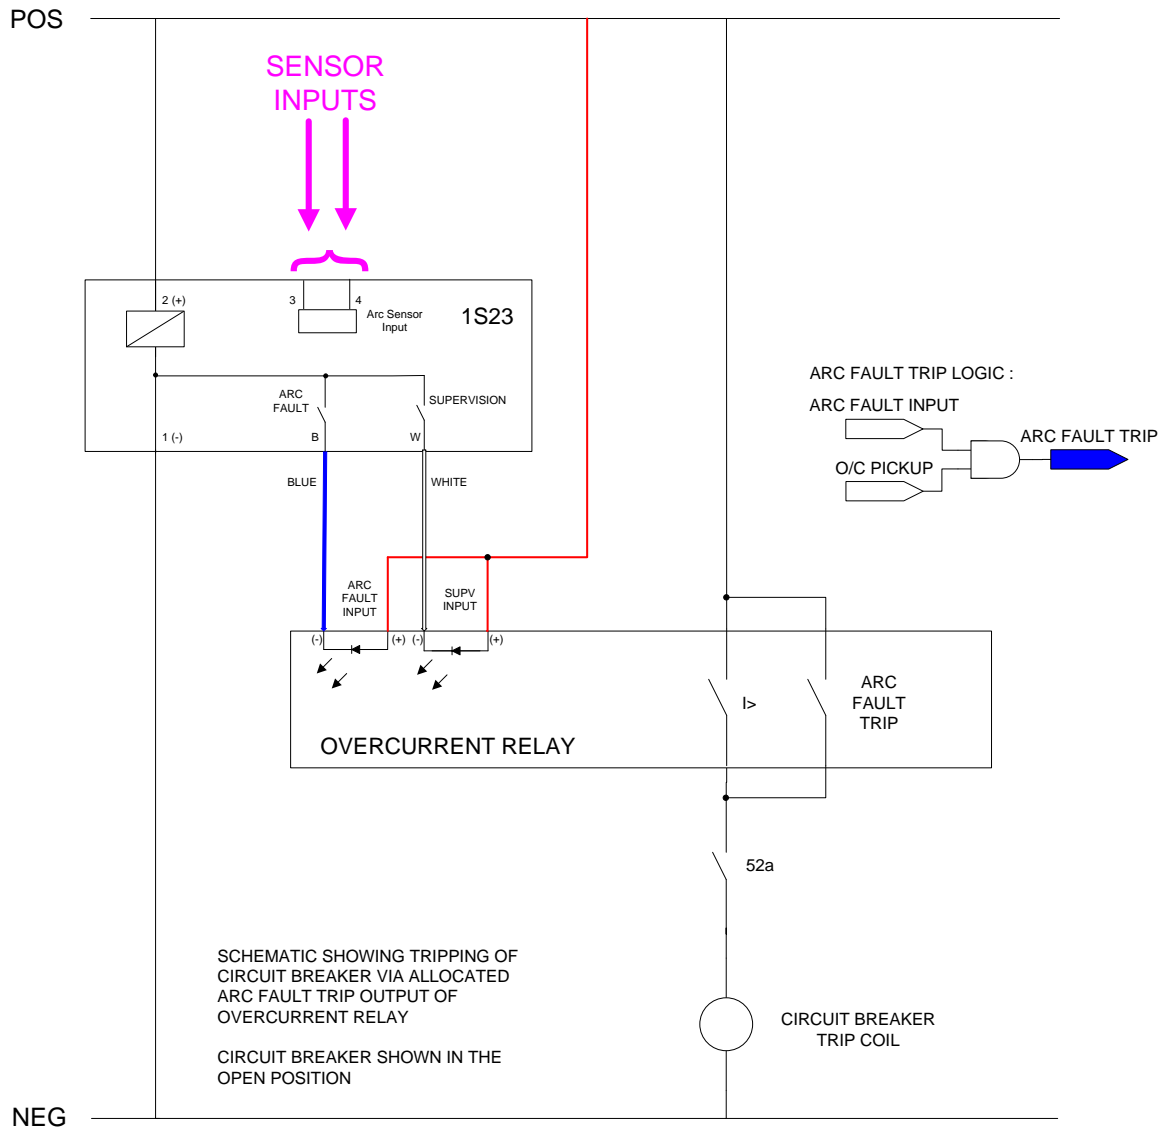 POS
SENSOR
INPUTS
2 (+)
3
4
Arc Sensor
Input
1S23
ARC
FAULT
SUPERVISION
1 (-)
B
W
BLUE
WHITE
ARC FAULT TRIP LOGIC :
ARC FAULT INPUT
ARC FAULT TRIP
O/C PICKUP
ARC
FAULT
INPUT
SUPV
INPUT
(-)
(+)
(-)
(+)
I>
ARC
FAULT
TRIP
OVERCURRENT RELAY
52a
SCHEMATIC SHOWING TRIPPING OF
CIRCUIT BREAKER VIA ALLOCATED
ARC FAULT TRIP OUTPUT OF
OVERCURRENT RELAY
CIRCUIT BREAKER SHOWN IN THE
OPEN POSITION
CIRCUIT BREAKER
TRIP COIL
NEG